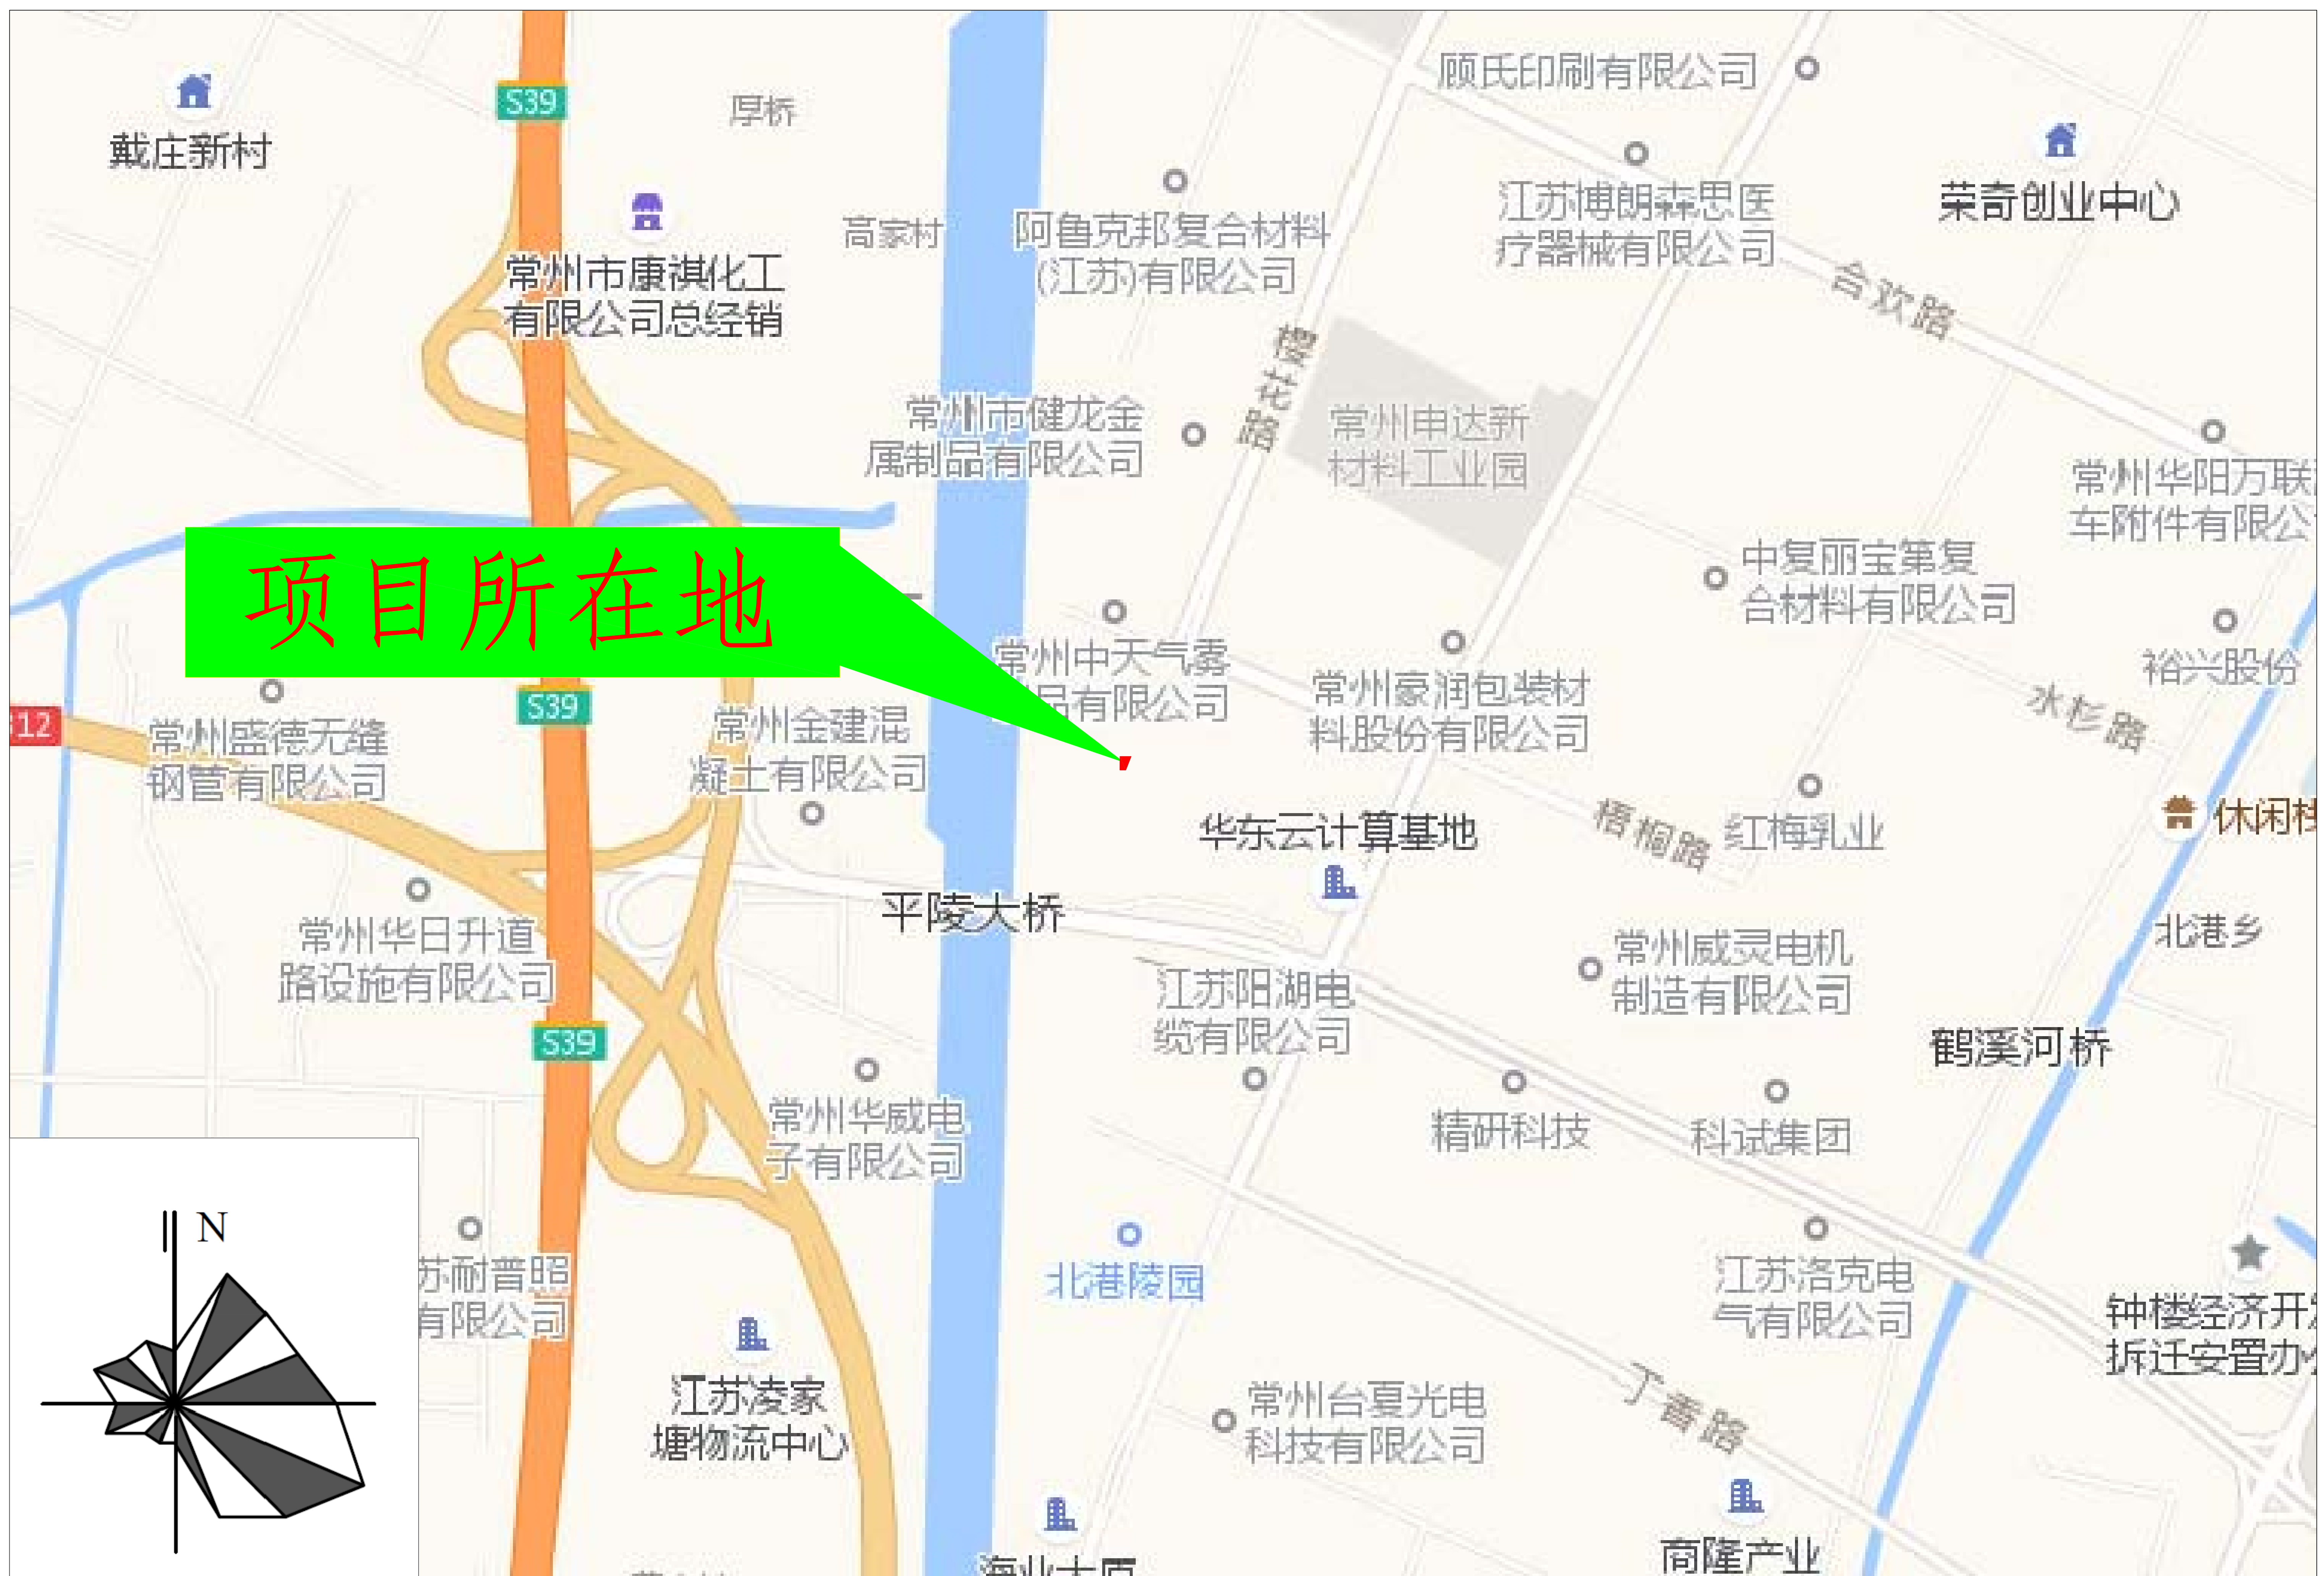 顾氏印刷有限公司
S39
厚桥
戴庄新村
江苏博朗森思医
疗器械有限公司
荣奇创业中心
高家村
阿鲁克邦复合材料
(江苏)有限公司
常州市康祺化工
有限公司总经销
合欢路
樱花路
常州市健龙金
属制品有限公司
常州申达新
材料工业园
常州华阳万联
车附件有限公
项目所在地
中复丽宝第复
合材料有限公司
常州中天气雾
品有限公司
裕兴股份
常州豪润包装材
料股份有限公司
水杉路
S39
12
常州盛德无缝
钢管有限公司
常州金建混
凝土有限公司
华东云计算基地
梧桐路
红梅乳业
休闲
平陵大桥
北港乡
常州华日升道
路设施有限公司
常州威灵电机
制造有限公司
江苏阳湖电
缆有限公司
S39
鹤溪河桥
常州华威电
子有限公司
精研科技
科试集团
N
苏耐普照
有限公司
北港陵园
江苏洛克电
气有限公司
钟楼经济开
拆迁安置办
江苏凌家
塘物流中心
常州台夏光电
科技有限公司
丁香路
商隆产业
海业大厦